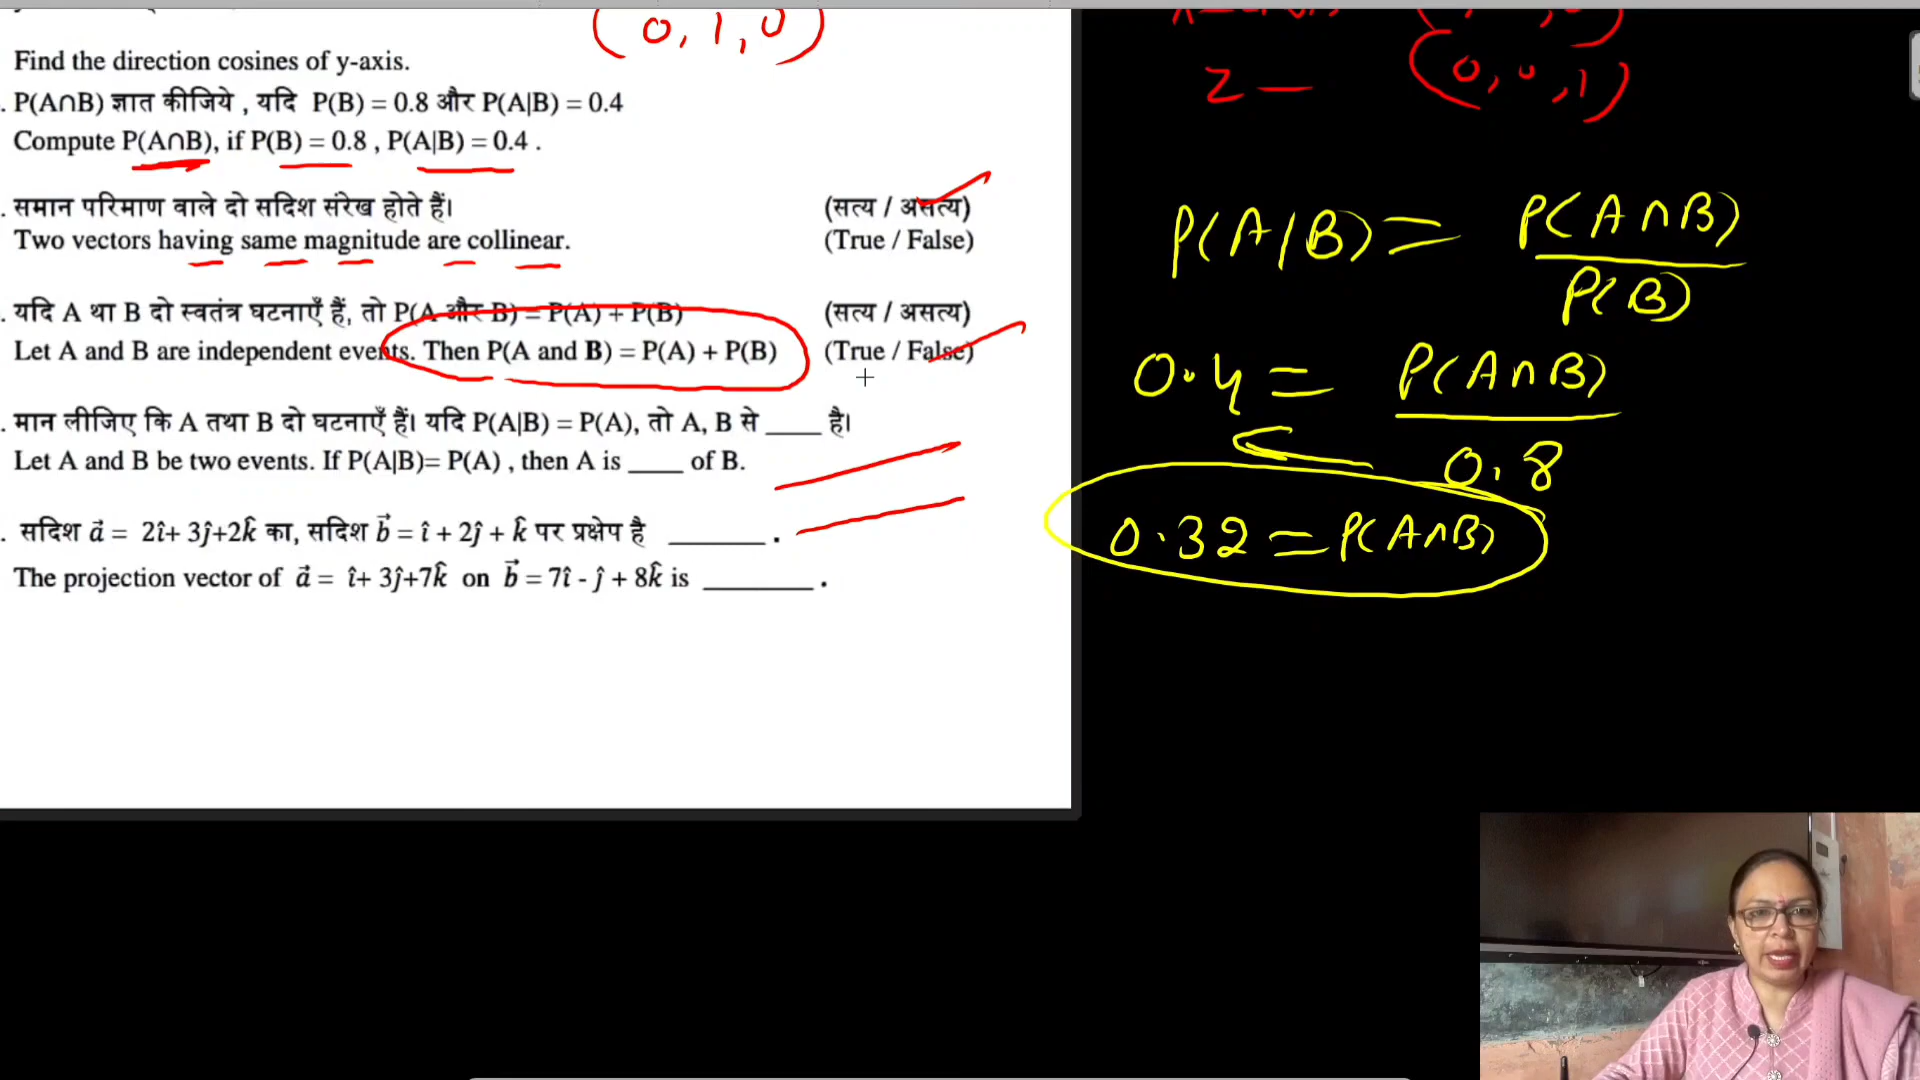 (0, 1, 0)
Find the direction cosines of y-axis.
. P(A∩B) ज्ञात कीजिये , यदि P(B) = 0.8 और P(A|B) = 0.4
Compute P(A∩B), if P(B) = 0.8 , P(A|B) = 0.4 .
. समान परिमाण वाले दो सदिश संरेख होते हैं। (सत्य / असत्य)
Two vectors having same magnitude are collinear. (True / False)
. यदि A था B दो स्वतंत्र घटनाएँ हैं, तो P(A और B) = P(A) + P(B) (सत्य / असत्य)
Let A and B are independent events. Then P(A and B) = P(A) + P(B) (True / False)
. मान लीजिए कि A तथा B दो घटनाएँ हैं। यदि P(A|B) = P(A), तो A, B से ____ है।
Let A and B be two events. If P(A|B)= P(A) , then A is ____ of B.
. सदिश a⃗ = 2î+ 3ĵ+2k̂ का, सदिश b⃗ = î + 2ĵ + k̂ पर प्रक्षेप है _______ .
The projection vector of a⃗ = î+ 3ĵ+7k̂ on b⃗ = 7î - ĵ + 8k̂ is ________ .
z — (0, 0, 1)
P(A/B) = P(A∩B)
P(B)
0.4 = P(A∩B)
0.8
0.32 = P(A∩B)